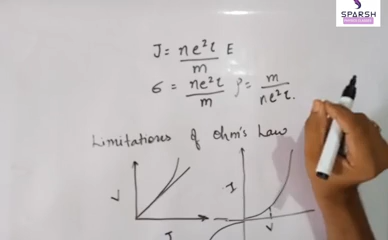 SPARSH
J = ne²τ/m E
σ = ne²τ/m ρ = m/ne²τ.
Limitations of Ohm's Law
V I
I V